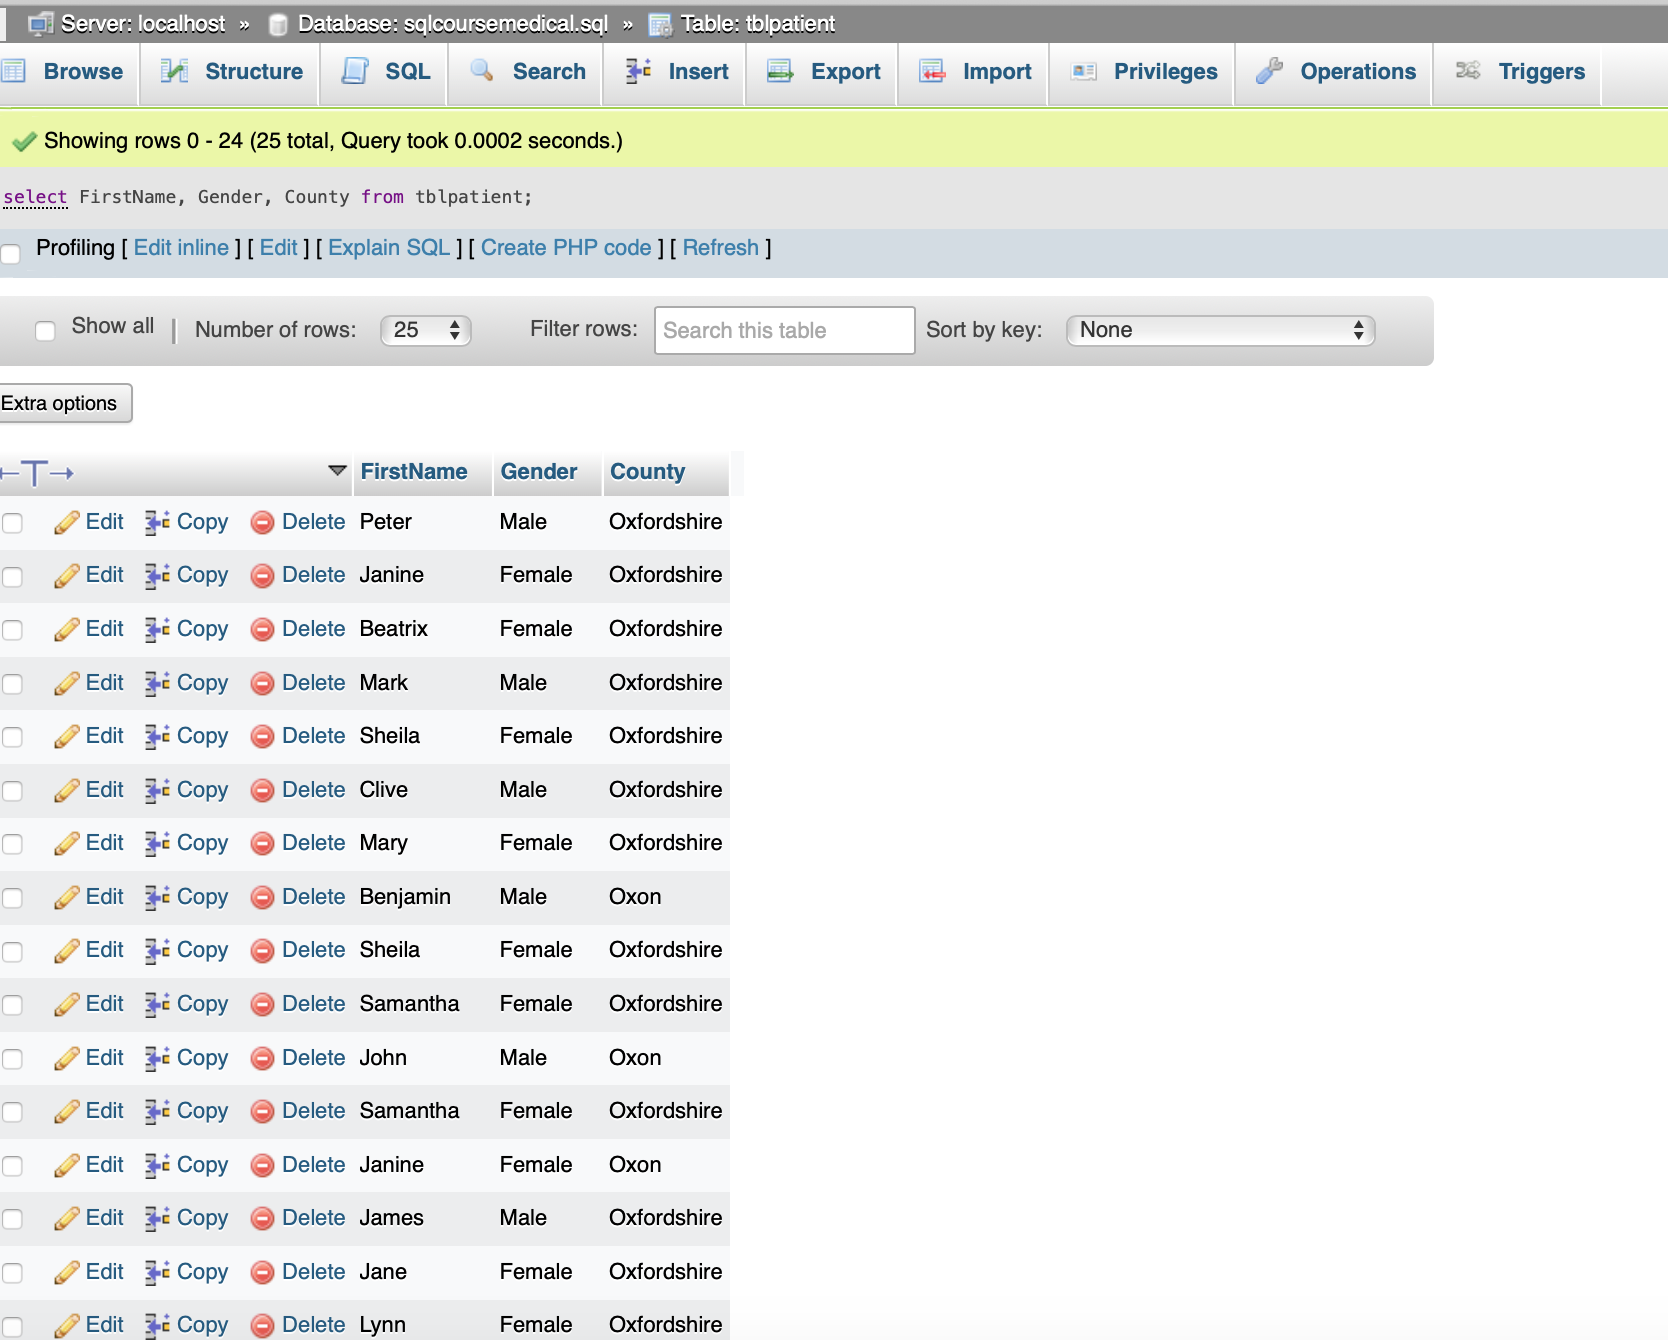 Server: localhost » Database: sqlcoursemedical.sql » Table: tblpatient
Browse Structure SQL Search Insert Export Import Privileges Operations Triggers
Showing rows 0 - 24 (25 total, Query took 0.0002 seconds.)
select FirstName, Gender, County from tblpatient;
Profiling [ Edit inline ] [ Edit ] [ Explain SQL ] [ Create PHP code ] [ Refresh ]
Show all | Number of rows: 25 Filter rows: Search this table Sort by key: None
Extra options
←T→ FirstName Gender County
Edit Copy Delete Peter Male Oxfordshire
Edit Copy Delete Janine Female Oxfordshire
Edit Copy Delete Beatrix Female Oxfordshire
Edit Copy Delete Mark Male Oxfordshire
Edit Copy Delete Sheila Female Oxfordshire
Edit Copy Delete Clive Male Oxfordshire
Edit Copy Delete Mary Female Oxfordshire
Edit Copy Delete Benjamin Male Oxon
Edit Copy Delete Sheila Female Oxfordshire
Edit Copy Delete Samantha Female Oxfordshire
Edit Copy Delete John Male Oxon
Edit Copy Delete Samantha Female Oxfordshire
Edit Copy Delete Janine Female Oxon
Edit Copy Delete James Male Oxfordshire
Edit Copy Delete Jane Female Oxfordshire
Edit Copy Delete Lynn Female Oxfordshire